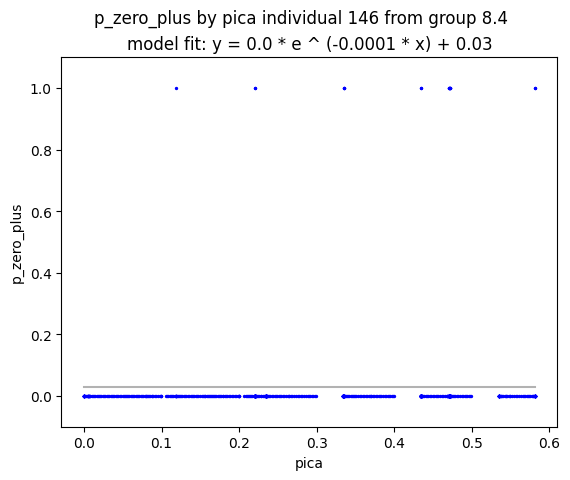 p_zero_plus by pica individual 146 from group 8.4
model fit: y = 0.0 * e ^ (-0.0001 * x) + 0.03
1.0
0.8
0.6
0.4
0.2
0.0
p_zero_plus
0.0 0.1 0.2 0.3 0.4 0.5 0.6
pica